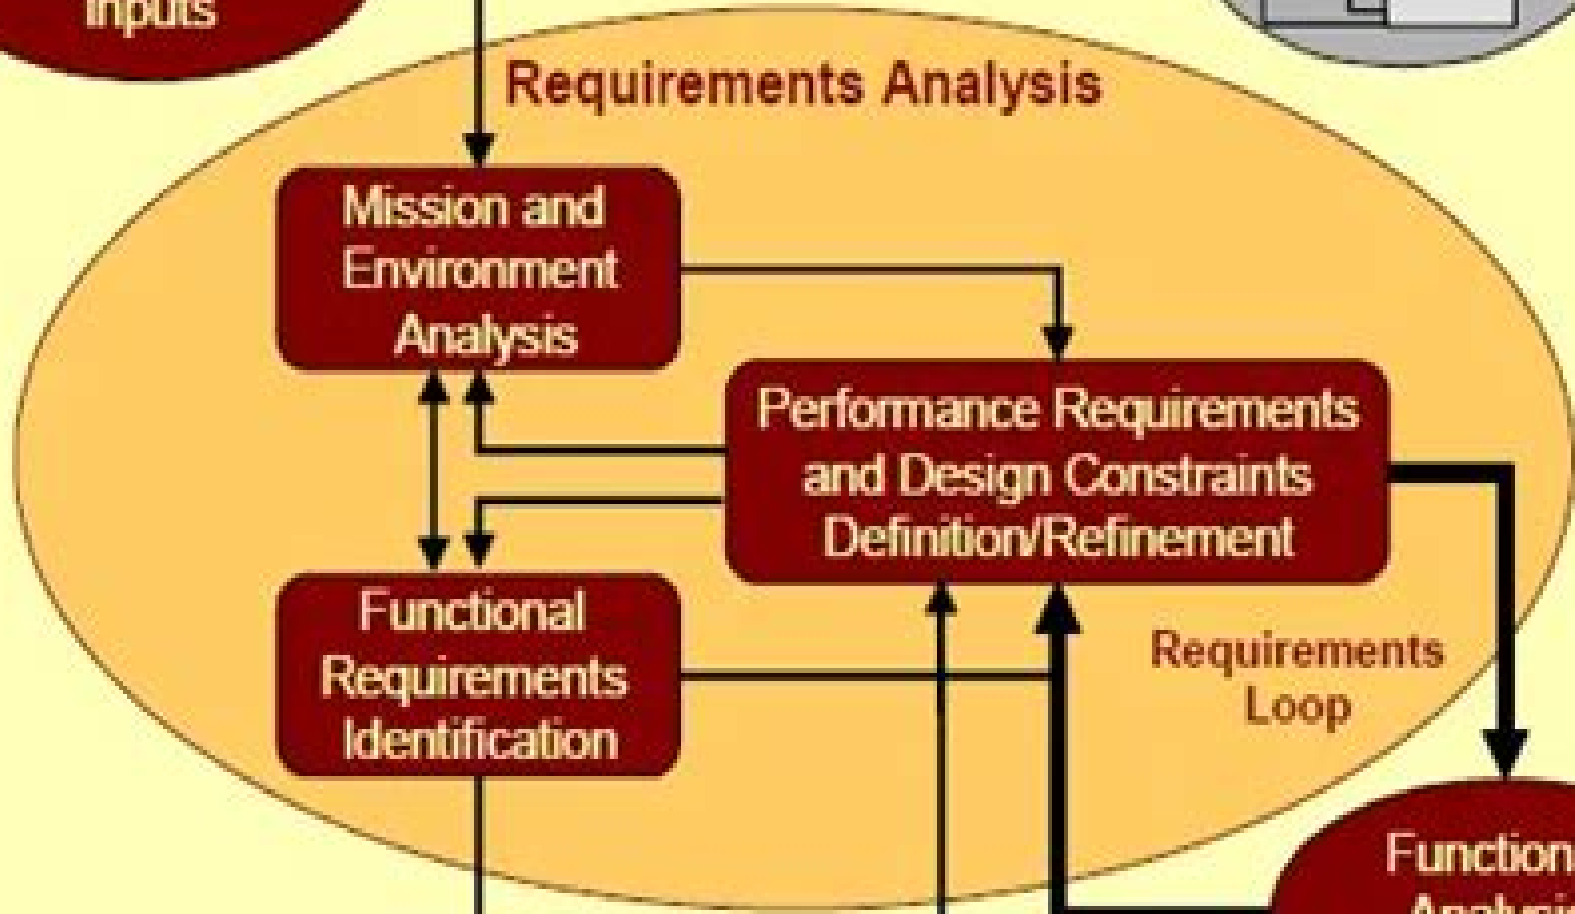 Inputs
Requirements Analysis
Mission and
Environment
Analysis
Performance Requirements
and Design Constraints
Definition/Refinement
Functional
Requirements
Identification
Requirements
Loop
Function
Analysis